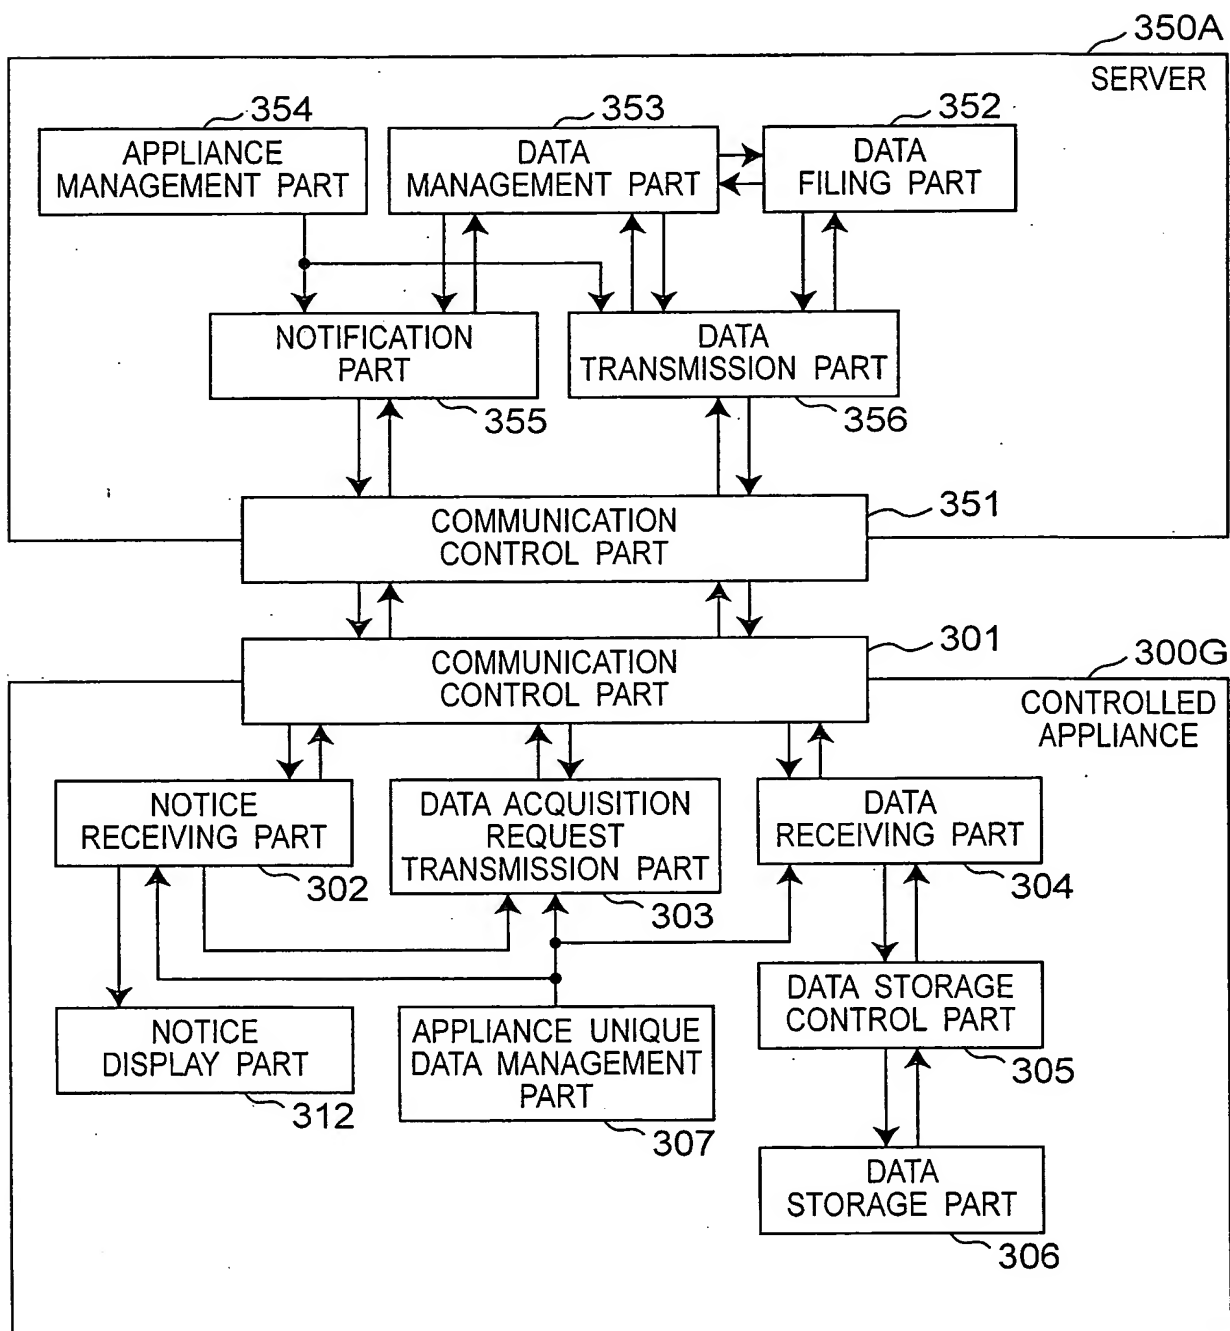 350A
SERVER
354
353
352
APPLIANCE
MANAGEMENT PART
DATA
MANAGEMENT PART
DATA
FILING PART
NOTIFICATION
PART
DATA
TRANSMISSION PART
355
356
351
COMMUNICATION
CONTROL PART
301
COMMUNICATION
CONTROL PART
300G
CONTROLLED
APPLIANCE
NOTICE
RECEIVING PART
DATA ACQUISITION
REQUEST
TRANSMISSION PART
DATA
RECEIVING PART
302
303
304
DATA STORAGE
CONTROL PART
305
NOTICE
DISPLAY PART
APPLIANCE UNIQUE
DATA MANAGEMENT
PART
312
307
DATA
STORAGE PART
306